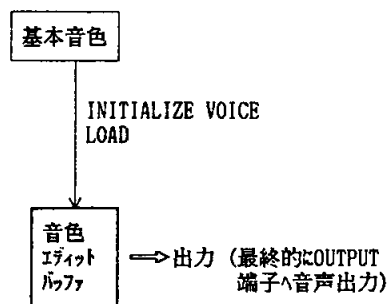 基本音色
INITIALIZE VOICE
LOAD
音色
エディット
バッファ
⇒出力 (最終的にOUTPUT
端子へ音声出力)